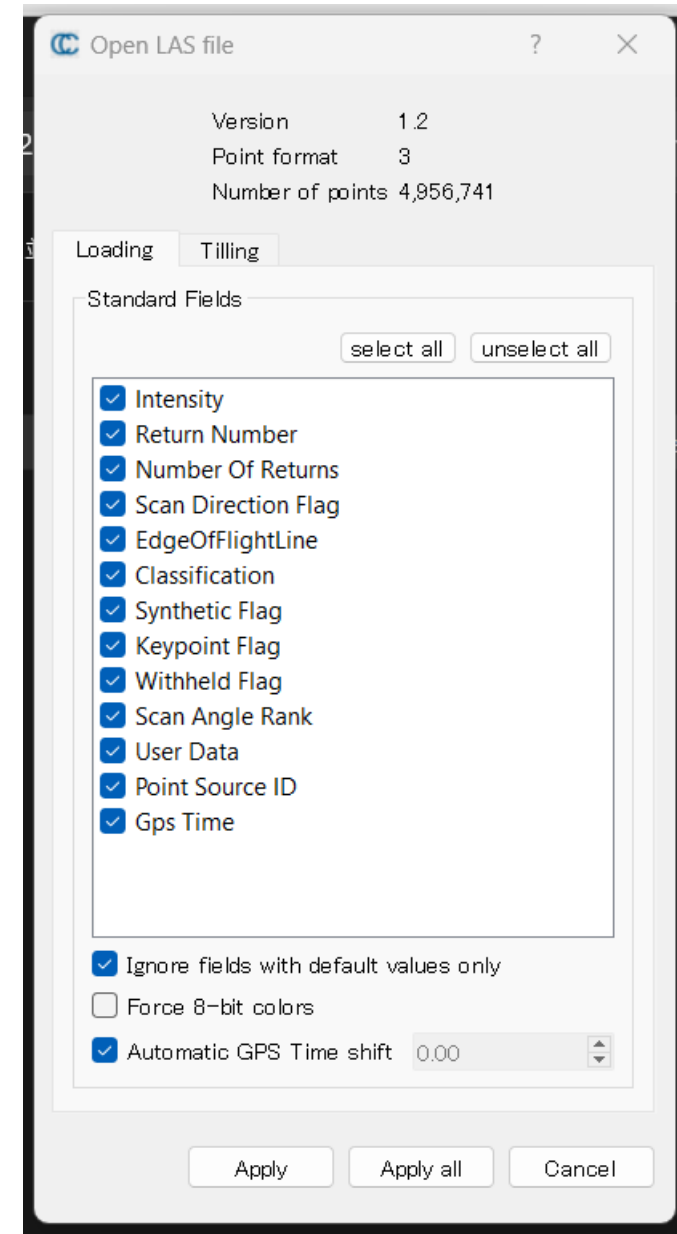 Open LAS file ?
Version 1.2
Point format 3
Number of points 4,956,741
Loading Tilling
Standard Fields
select all unselect all
Intensity
Return Number
Number Of Returns
Scan Direction Flag
EdgeOfFlightLine
Classification
Synthetic Flag
Keypoint Flag
Withheld Flag
Scan Angle Rank
User Data
Point Source ID
Gps Time
Ignore fields with default values only
Force 8-bit colors
Automatic GPS Time shift 0.00
Apply Apply all Cancel